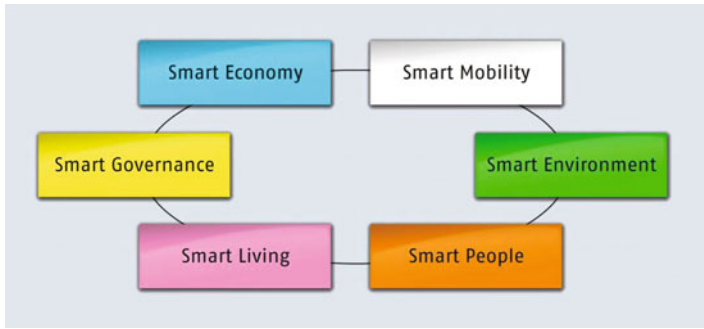 Smart Economy
Smart Mobility
Smart Governance
Smart Environment
Smart Living
Smart People